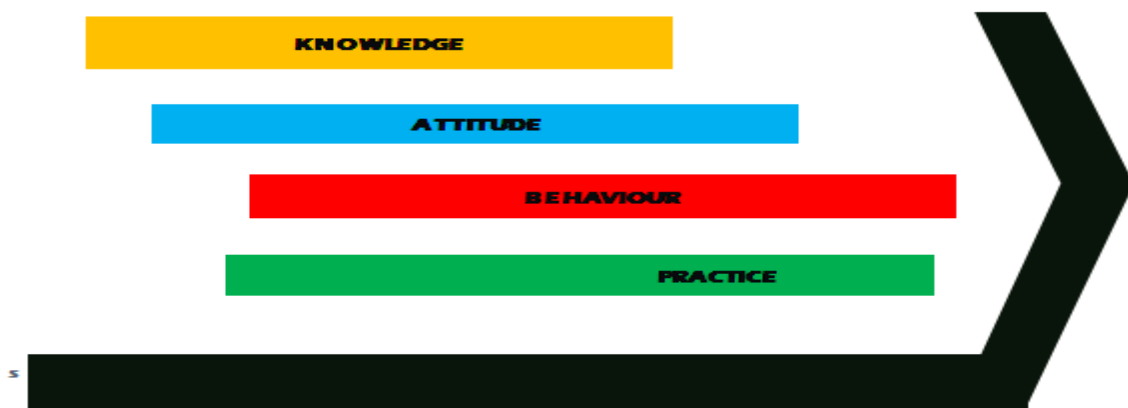 KNOWLEDGE
ATTITUDE
BEHAVIOUR
PRACTICE
s